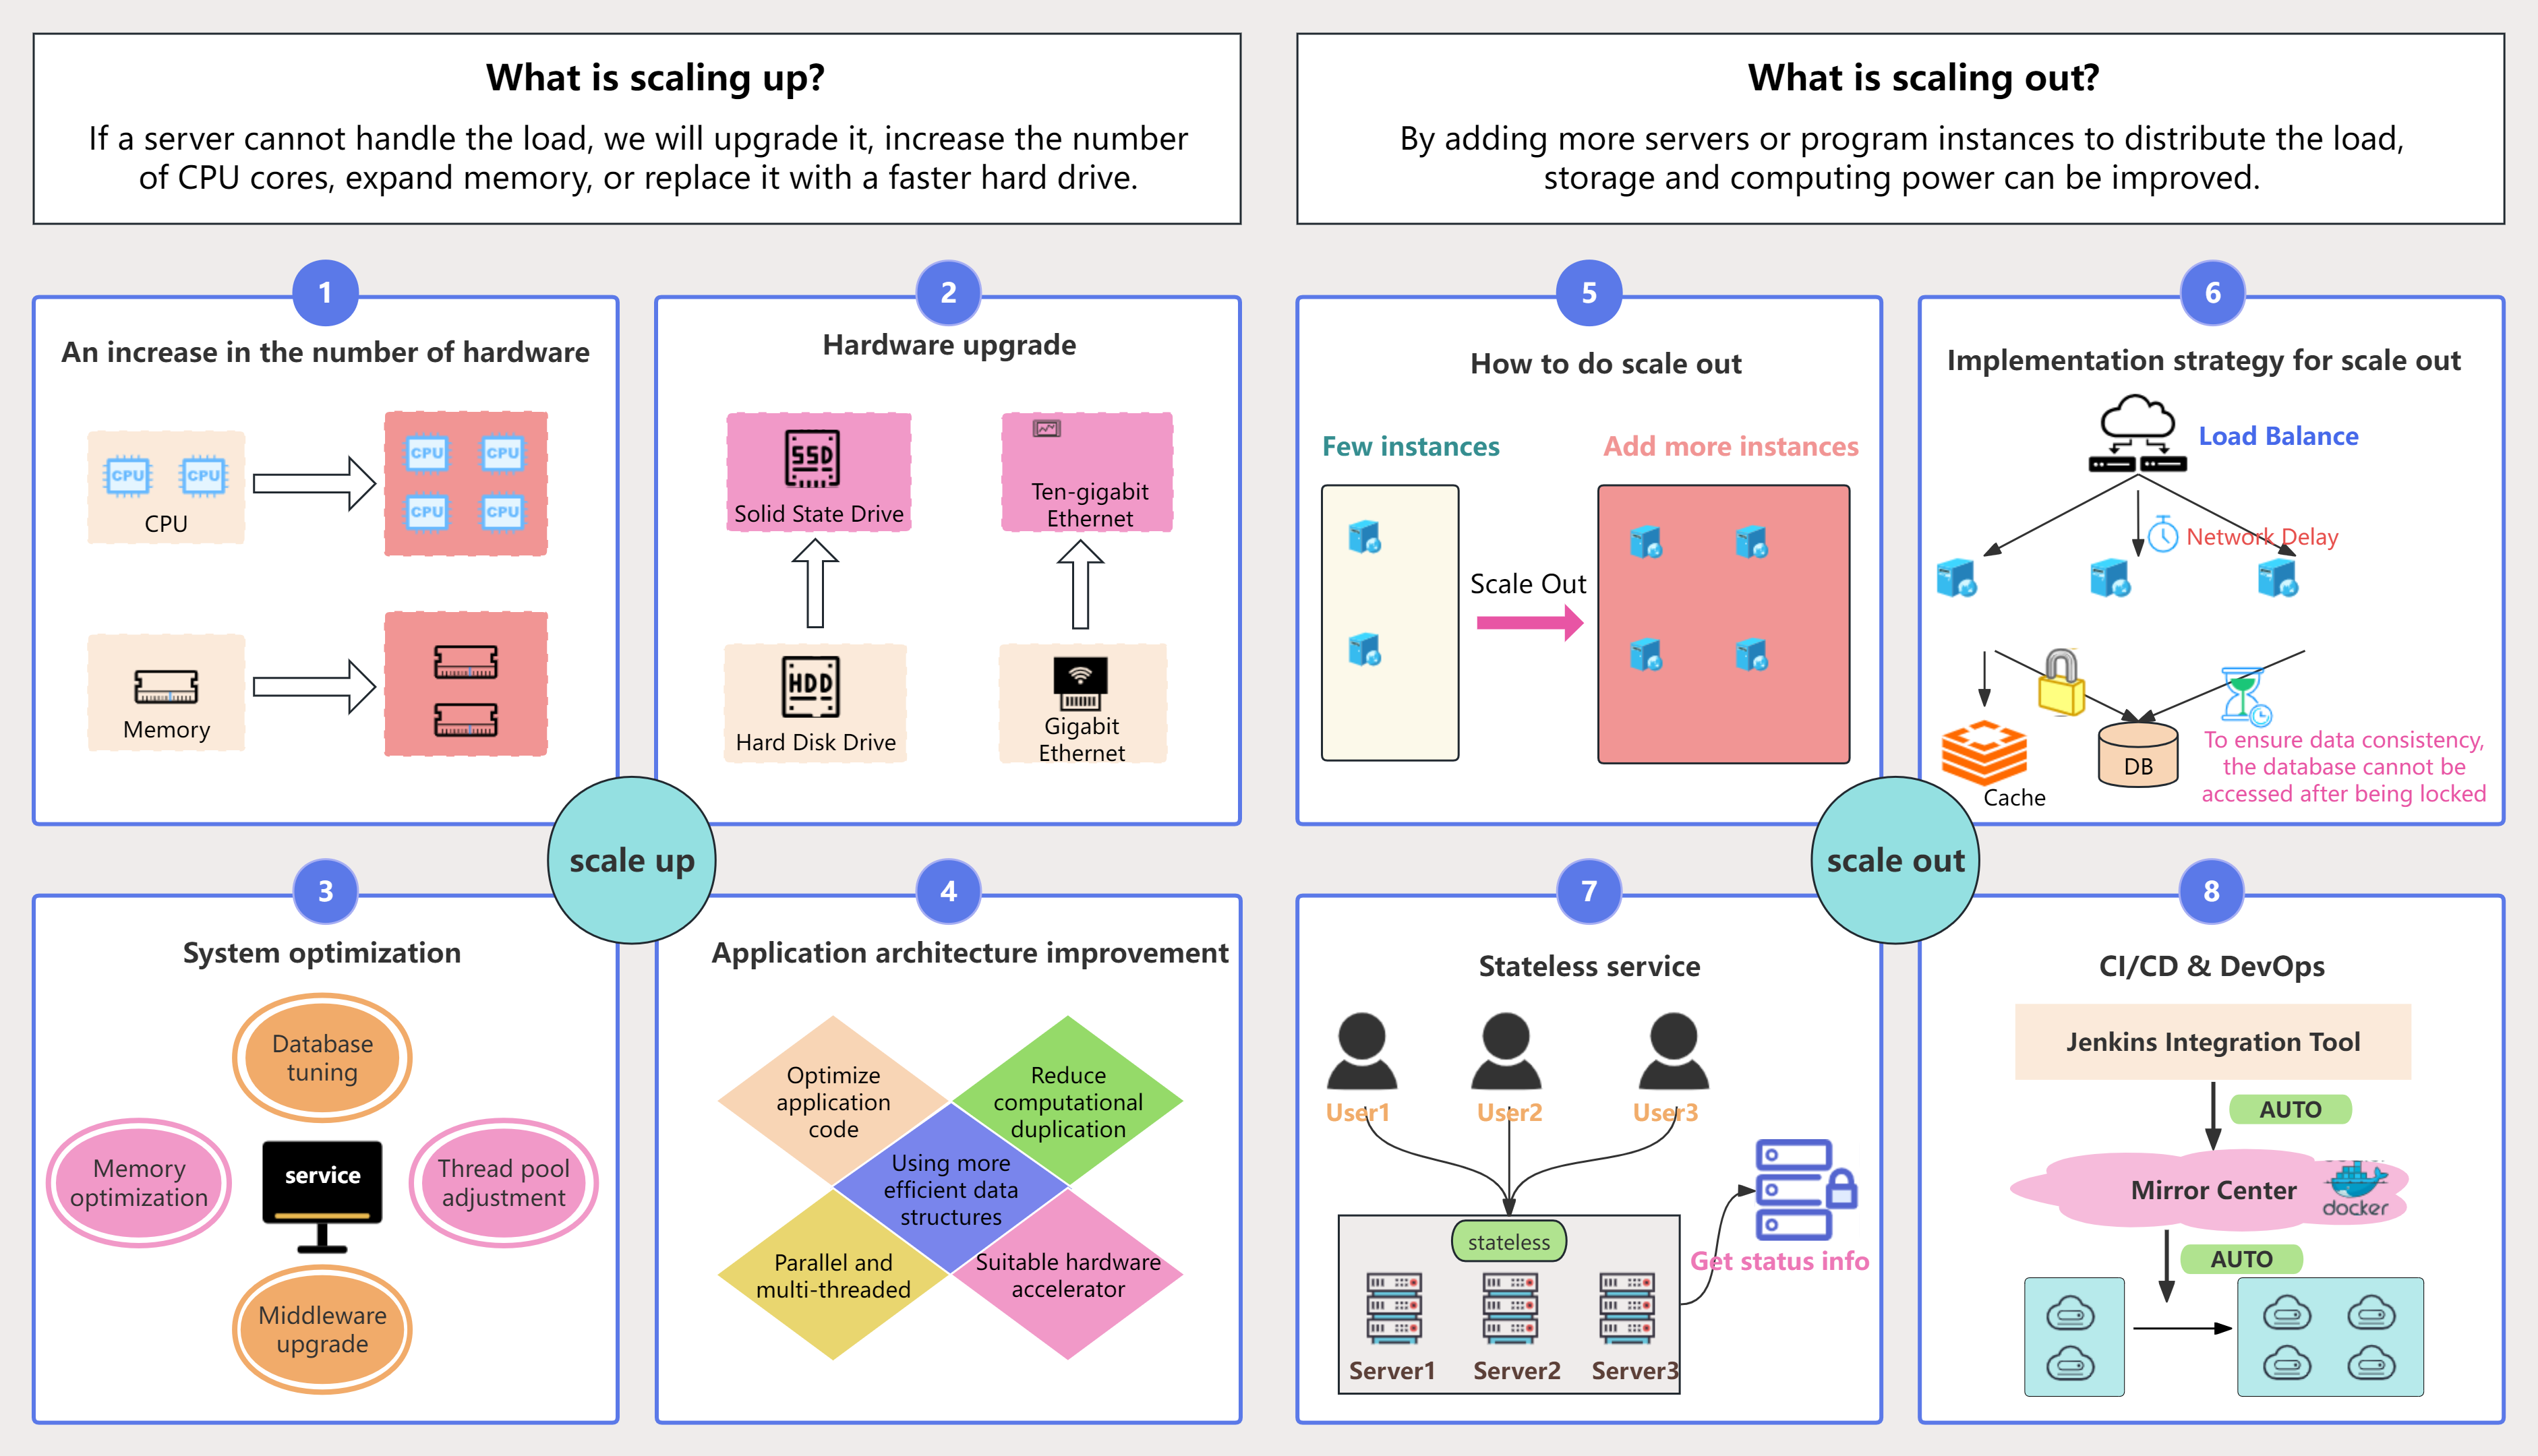 What is scaling up?
If a server cannot handle the load, we will upgrade it, increase the number
of CPU cores, expand memory, or replace it with a faster hard drive.
What is scaling out?
By adding more servers or program instances to distribute the load,
storage and computing power can be improved.
1
An increase in the number of hardware
CPU
CPU
CPU
CPU
CPU
CPU
CPU
Memory
2
Hardware upgrade
SSD
Solid State Drive
Ten-gigabit
Ethernet
HDD
Hard Disk Drive
Gigabit
Ethernet
5
How to do scale out
Few instances
Add more instances
Scale Out
6
Implementation strategy for scale out
Load Balance
Network Delay
To ensure data consistency,
the database cannot be
accessed after being locked
DB
Cache
scale up
scale out
3
System optimization
Database
tuning
Memory
optimization
service
Thread pool
adjustment
Middleware
upgrade
4
Application architecture improvement
Optimize
application
code
Reduce
computational
duplication
Using more
efficient data
structures
Parallel and
multi-threaded
Suitable hardware
accelerator
7
Stateless service
User1
User2
User3
stateless
Get status info
Server1
Server2
Server3
8
CI/CD & DevOps
Jenkins Integration Tool
AUTO
Mirror Center
docker
AUTO